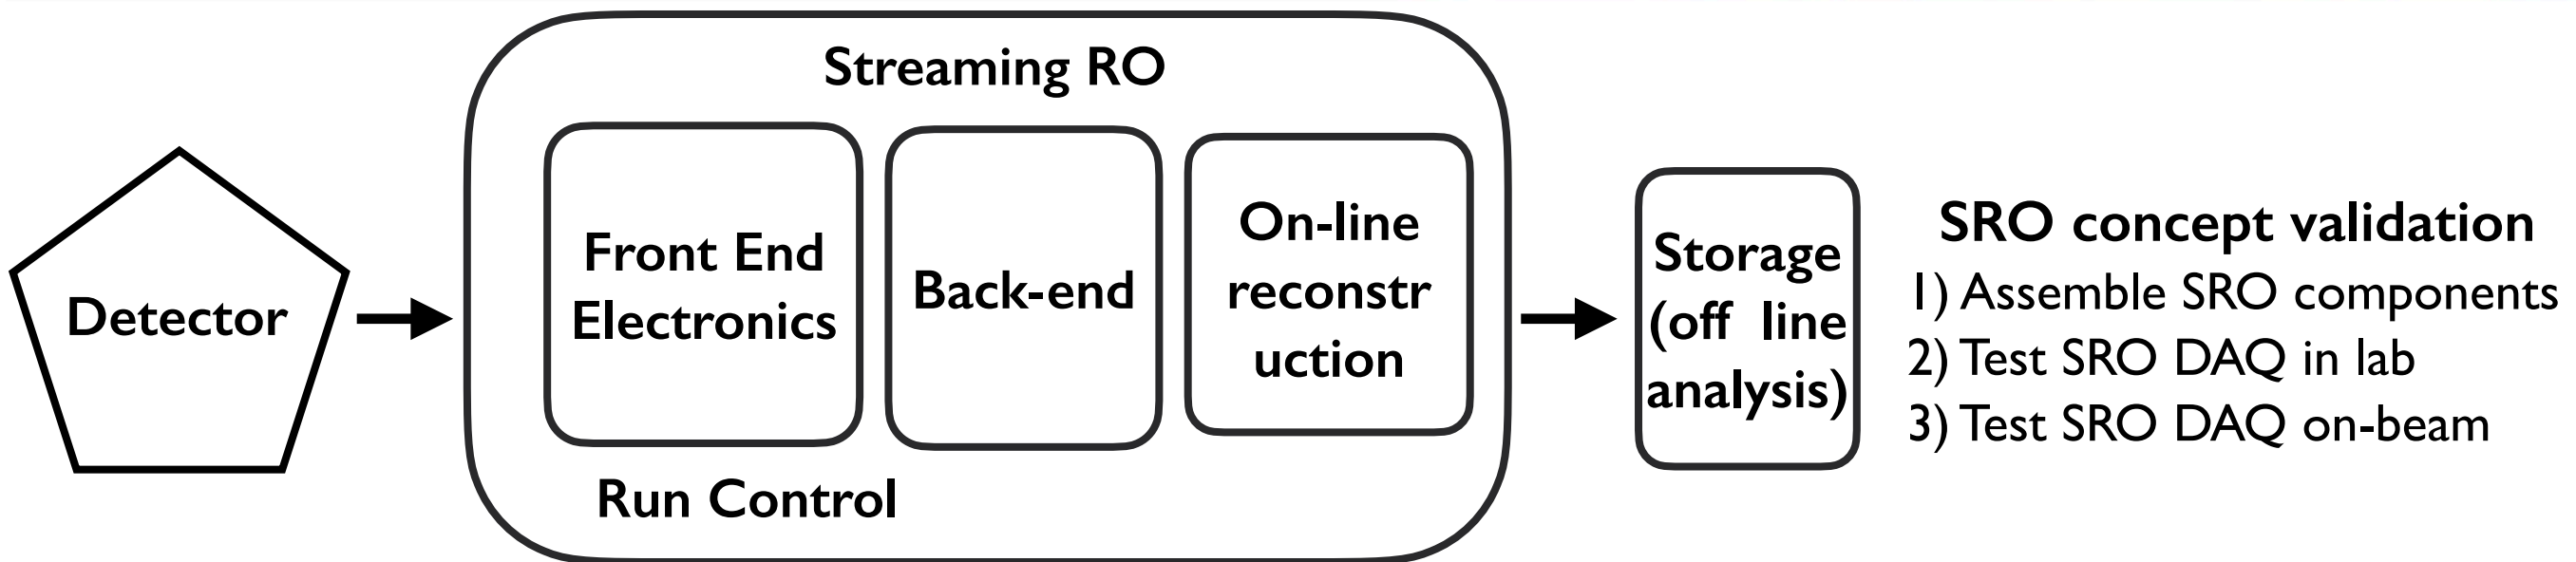 Streaming RO
Detector
Front End
Electronics
Back-end
On-line
reconstr
uction
Run Control
Storage
(off line
analysis)
SRO concept validation
1) Assemble SRO components
2) Test SRO DAQ in lab
3) Test SRO DAQ on-beam